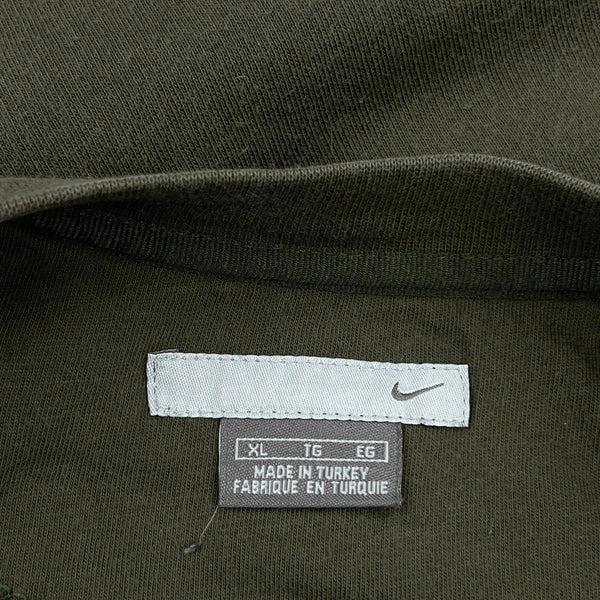 XL TG EG
MADE IN TURKEY
FABRIQUE EN TURQUIE